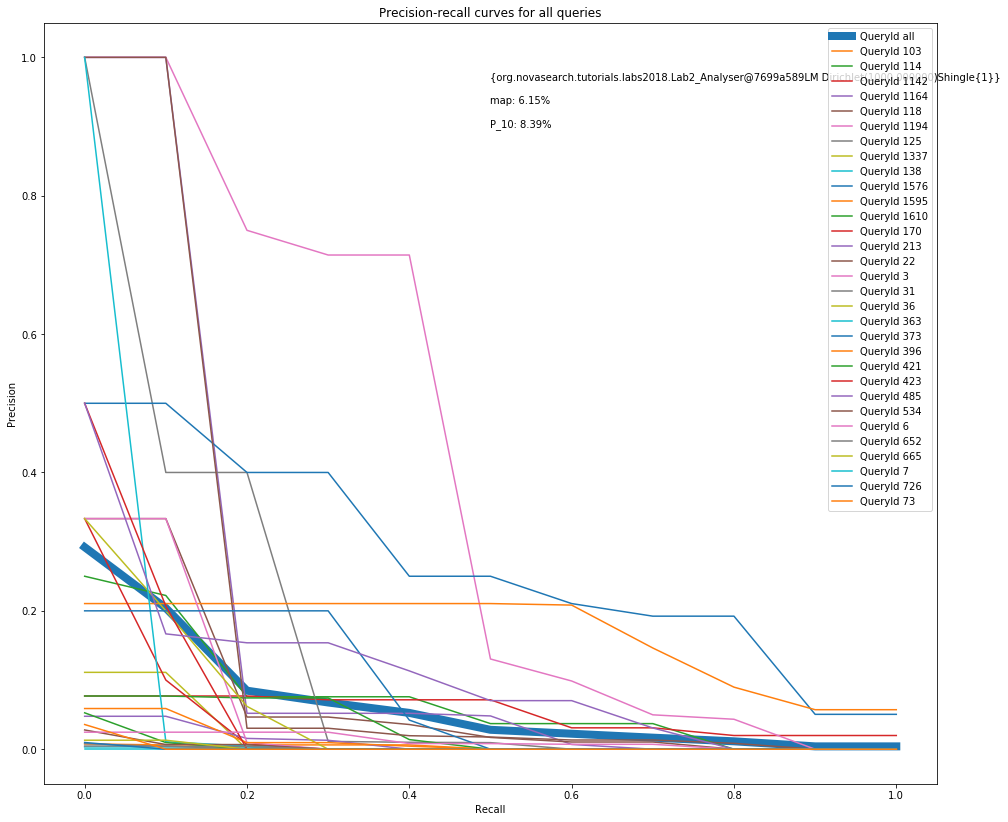 Precision-recall curves for all queries
1.0
0.8
0.6
0.4
0.2
0.0
Precision
0.0
0.2
0.4
0.6
0.8
1.0
Recall
{org.novasearch.tutorials.labs2018.Lab2_Analyser@7699a589LM Dirichlet(1000.000000)Shingle{1}}
map: 6.15%
P_10: 8.39%
QueryId all
QueryId 103
QueryId 114
QueryId 1142
QueryId 1164
QueryId 118
QueryId 1194
QueryId 125
QueryId 1337
QueryId 138
QueryId 1576
QueryId 1595
QueryId 1610
QueryId 170
QueryId 213
QueryId 22
QueryId 3
QueryId 31
QueryId 36
QueryId 363
QueryId 373
QueryId 396
QueryId 421
QueryId 423
QueryId 485
QueryId 534
QueryId 6
QueryId 652
QueryId 665
QueryId 7
QueryId 726
QueryId 73